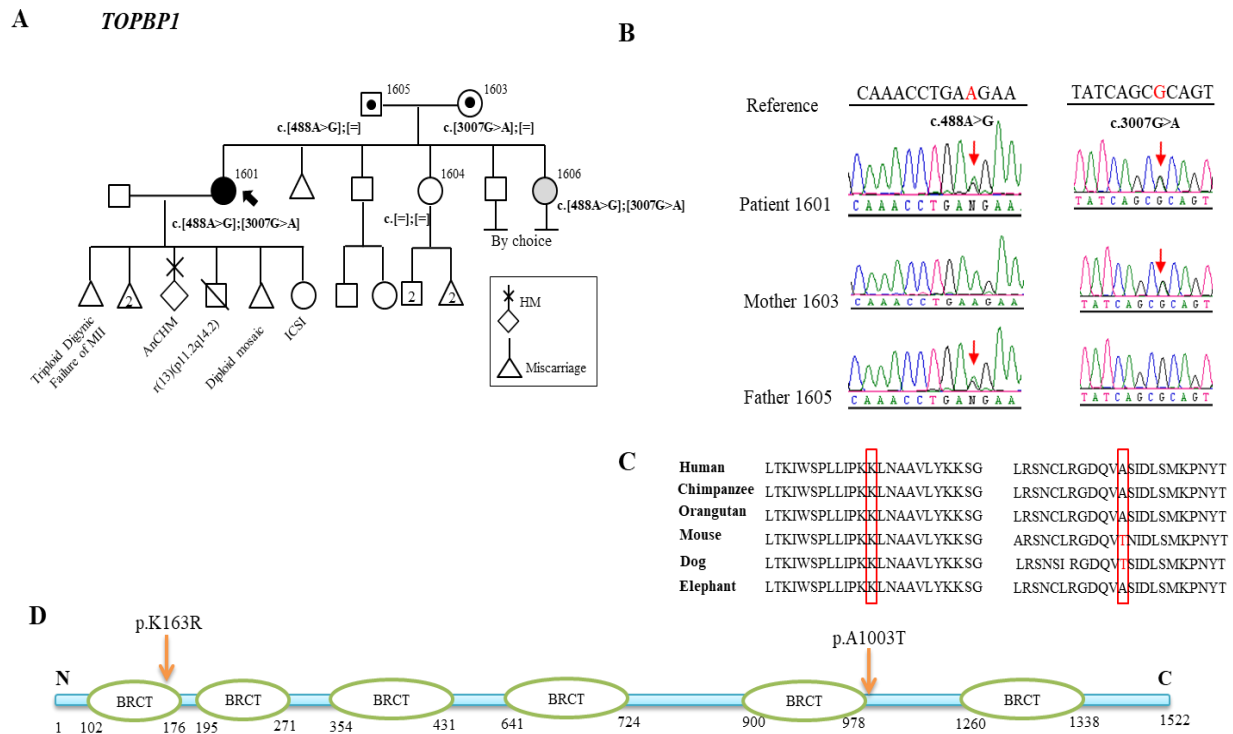 A
TOPBP1
1605
1603
c.[488A>G];[=]
c.[3007G>A];[=]
1601
1604
1606
c.[488A>G];[3007G>A]
c.[=];[=]
c.[488A>G];[3007G>A]
By choice
2
2
2
Triploid Digynic
Failure of MII
AnCHM
r(13)(p11.2q14.2)
Diploid mosaic
ICSI
HM
Miscarriage
B
Reference
CAAACCTGAAGAA
TATCAGCGCAGT
c.488A>G
c.3007G>A
Patient 1601
CAAACCTGANGAA
TATCAGCGCAGT
Mother 1603
CAAACCTGAAGAA
TATCAGCGCAGT
Father 1605
CAAACCTGANGAA
TATCAGCGCAGT
C
Human LTKIWSPLLIPKKLNAAVLYKKSG LRSNCLRGDQVASIDLSMKPNYT
Chimpanzee LTKIWSPLLIPKKLNAAVLYKKSG LRSNCLRGDQVASIDLSMKPNYT
Orangutan LTKIWSPLLIPKKLNAAVLYKKSG LRSNCLRGDQVASIDLSMKPNYT
Mouse LTKIWSPLLIPKKLNAAVLYKKSG ARSNCLRGDQVTNIDLSMKPNYT
Dog LTKIWSPLLIPKKLNAAVLYKKSG LRSNSI RGDQVTSIDLSMKPNYT
Elephant LTKIWSPLLIPKKLNAAVLYKKSG LRSNCLRGDQVASIDLSMKPNYT
D
p.K163R
p.A1003T
N
C
BRCT BRCT BRCT BRCT BRCT BRCT
1 102 176 195 271 354 431 641 724 900 978 1260 1338 1522